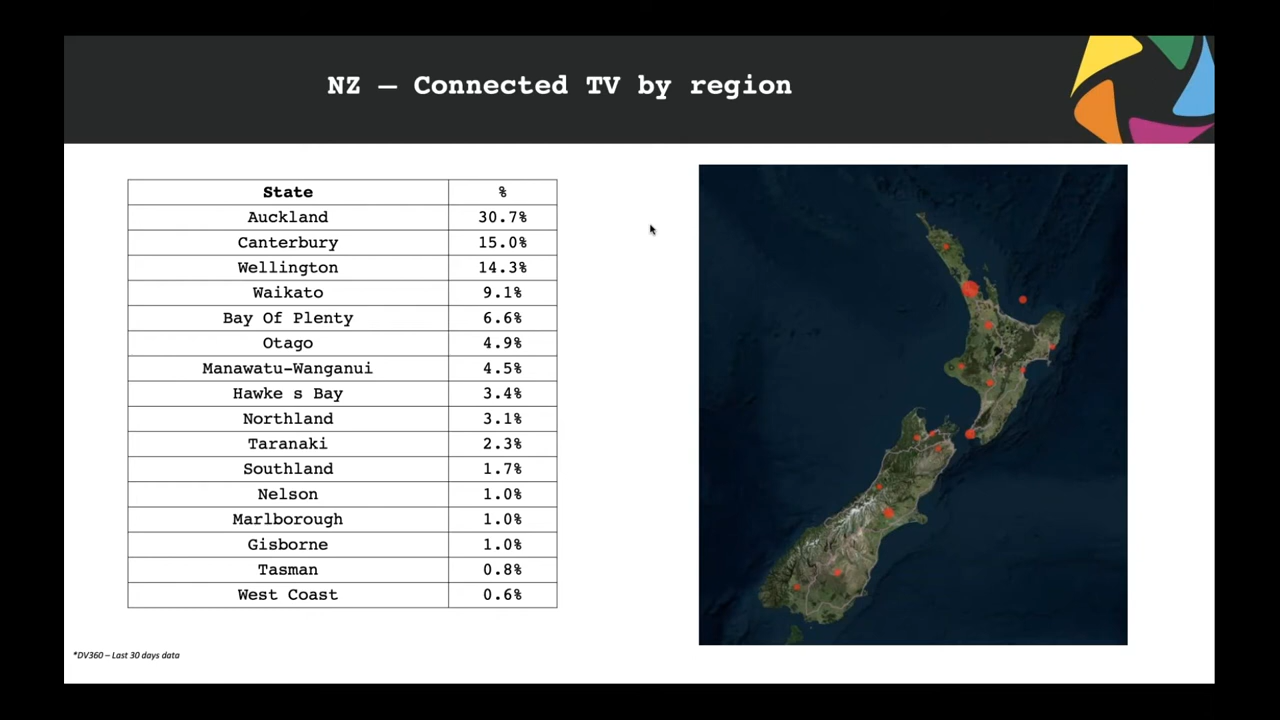 NZ – Connected TV by region
State %
Auckland 30.7%
Canterbury 15.0%
Wellington 14.3%
Waikato 9.1%
Bay Of Plenty 6.6%
Otago 4.9%
Manawatu-Wanganui 4.5%
Hawke s Bay 3.4%
Northland 3.1%
Taranaki 2.3%
Southland 1.7%
Nelson 1.0%
Marlborough 1.0%
Gisborne 1.0%
Tasman 0.8%
West Coast 0.6%
*DV360 – Last 30 days data